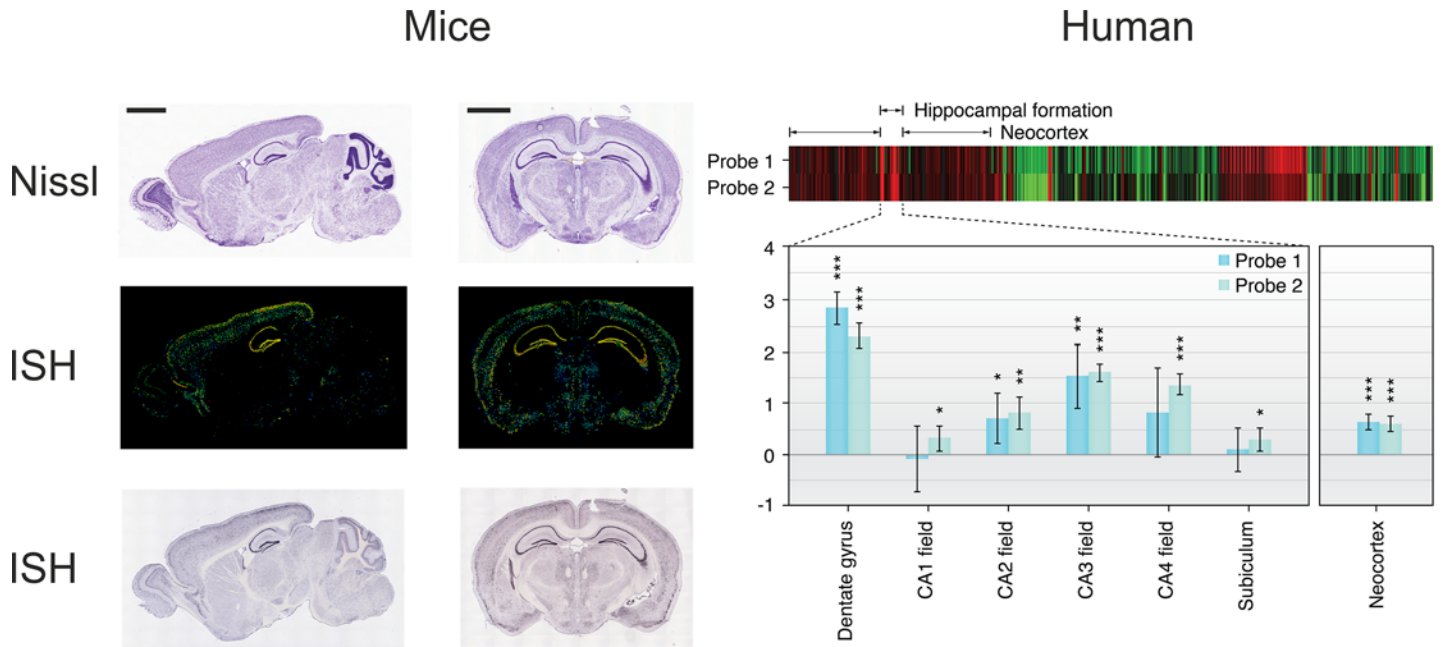 Mice
Human
Nissl
ISH
ISH
Hippocampal formation
Neocortex
Probe 1
Probe 2
4
3
2
1
0
-1
Probe 1
Probe 2
***
***
*
*
**
**
***
***
*
***
***
Dentate gyrus
CA1 field
CA2 field
CA3 field
CA4 field
Subiculum
Neocortex